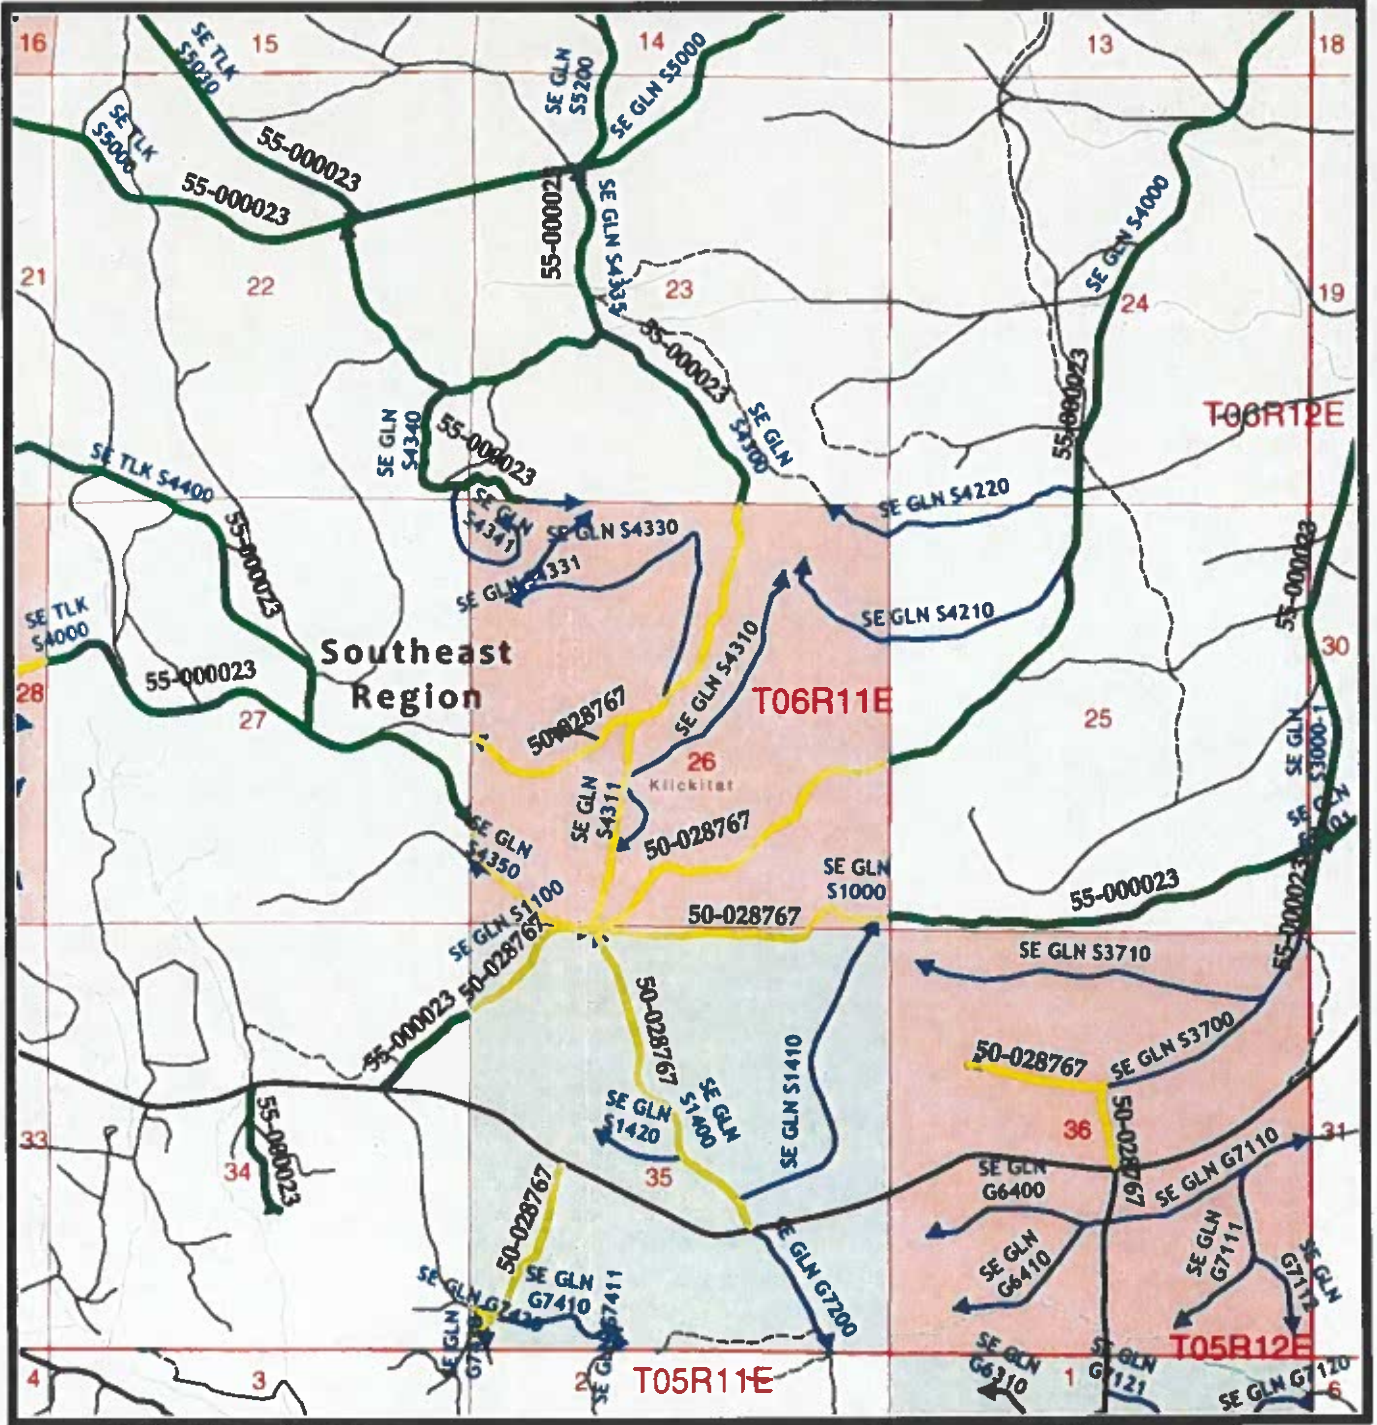 16
SE TLK
S5030
15
SE GLN
S5200
14
SE GLN S5000
13
18
SE TLK
S5000
55-000023
55-000023
55-000023
SE GLN S4335
SE GLN S4000
21
22
23
24
19
55-000023
55-000023
T06R12E
SE GLN
S4340
55-000023
SE GLN
S4300
SE TLK S4400
SE GLN S4220
SE GLN
S4341
SE GLN S4330
55-000023
55-000023
SE GLN S4331
SE TLK
S4000
SE GLN S4210
Southeast
Region
SE GLN S4310
30
55-000023
28
27
50-028767
T06R11E
25
SE GLN
S3000-1
26
Klickitat
SE GLN
S4311
SE GLN
S4350
50-028767
SE GLN
S1000
55-000023
SE GLN S1100
50-028767
50-028767
55-000023
SE GLN S3710
55-000023
50-028767
SE GLN S1410
50-028767
SE GLN S3700
SE GLN
S1420
SE GLN
S1400
55-000023
50-028767
33
34
35
36
31
SE GLN G7110
SE GLN
G6400
50-028767
SE GLN
G6410
SE GLN
G7111
SE GLN
G7112
SE GLN G7200
SE GLN
G7410
T05R12E
4
3
2
T05R11E
SE GLN
G6310
1
SE GLN
G7121
SE GLN G7120
6